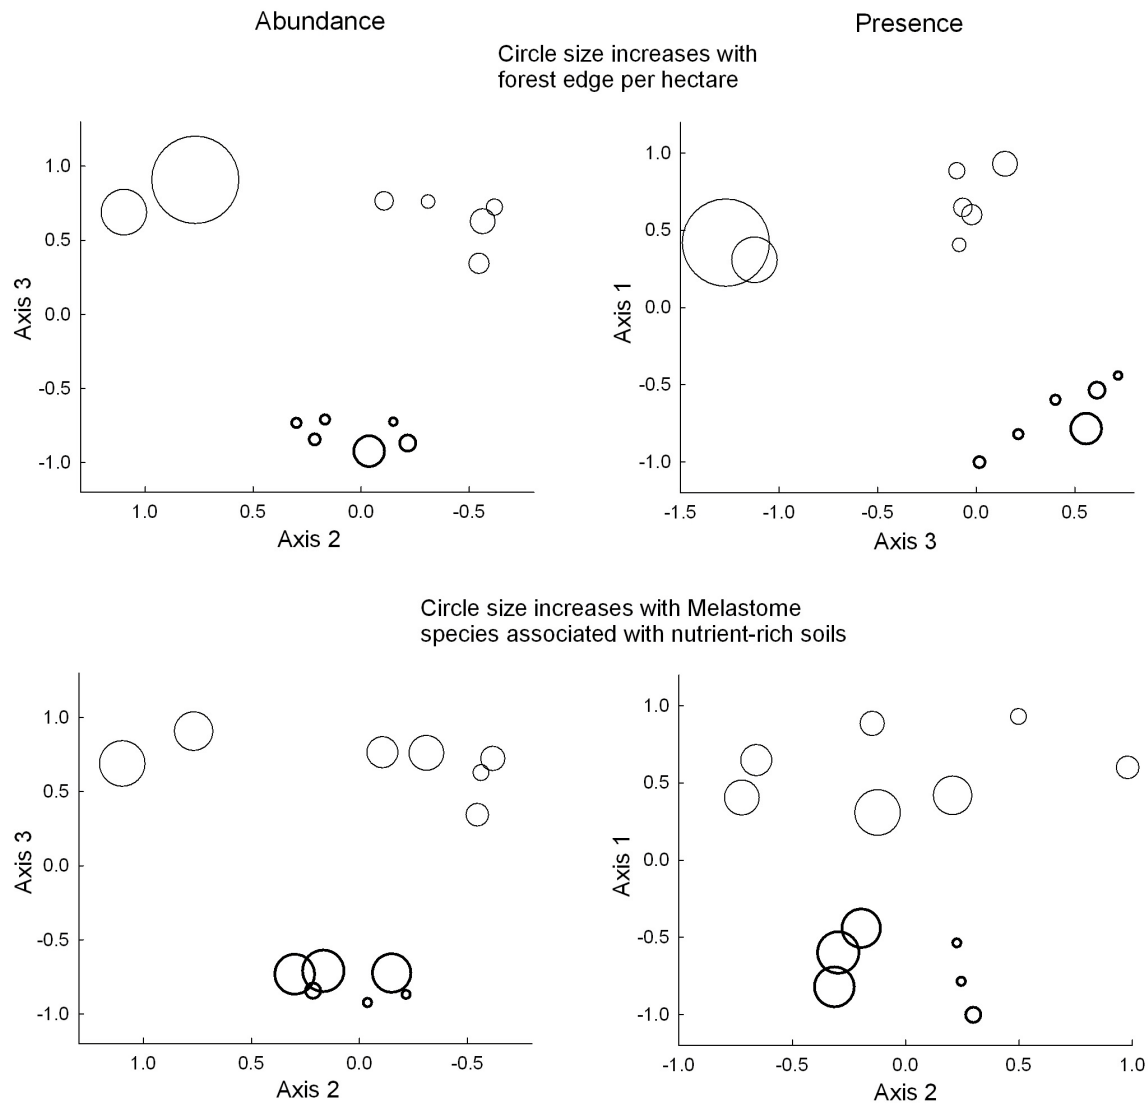 Abundance
Presence
Circle size increases with
forest edge per hectare
1.0
0.5
0.0
-0.5
-1.0
Axis 3
1.0
0.5
0.0
-0.5
Axis 2
1.0
0.5
0.0
-0.5
-1.0
Axis 1
-1.5
-1.0
-0.5
0.0
0.5
Axis 3
Circle size increases with Melastome
species associated with nutrient-rich soils
1.0
0.5
0.0
-0.5
-1.0
Axis 3
1.0
0.5
0.0
-0.5
Axis 2
1.0
0.5
0.0
-0.5
-1.0
Axis 1
-1.0
-0.5
0.0
0.5
1.0
Axis 2